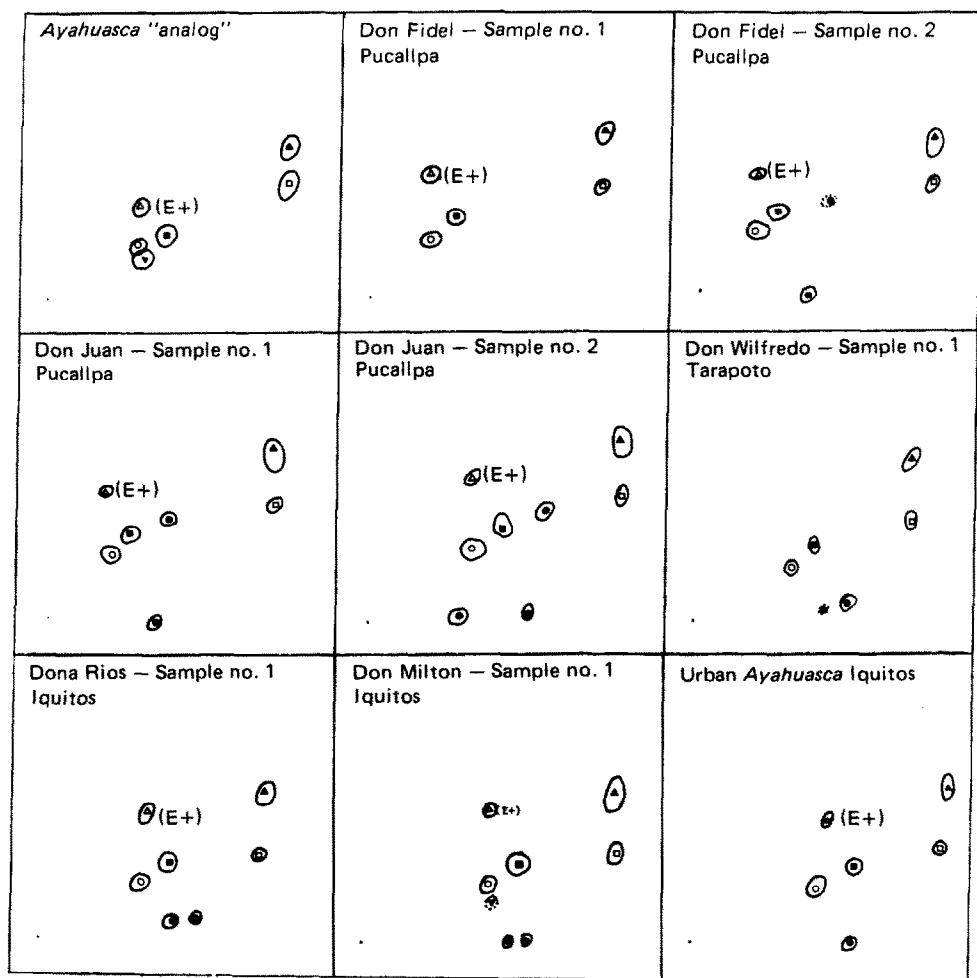 Ayahuasca "analog"
(E+)
Don Fidel — Sample no. 1
Pucallpa
(E+)
Don Fidel — Sample no. 2
Pucallpa
(E+)
Don Juan — Sample no. 1
Pucallpa
(E+)
Don Juan — Sample no. 2
Pucallpa
(E+)
Don Wilfredo — Sample no. 1
Tarapoto
Dona Rios — Sample no. 1
Iquitos
(E+)
Don Milton — Sample no. 1
Iquitos
(E+)
Urban Ayahuasca Iquitos
(E+)